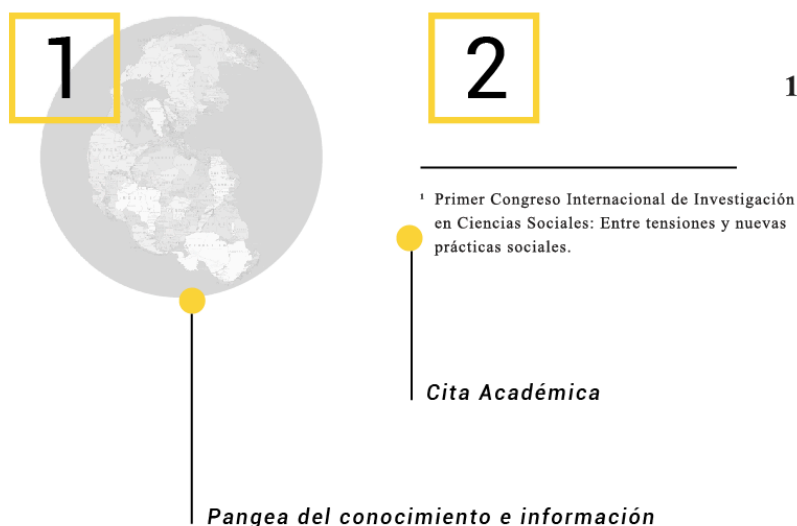 1
2
1
¹ Primer Congreso Internacional de Investigación
en Ciencias Sociales: Entre tensiones y nuevas
prácticas sociales.
Cita Académica
Pangea del conocimiento e información